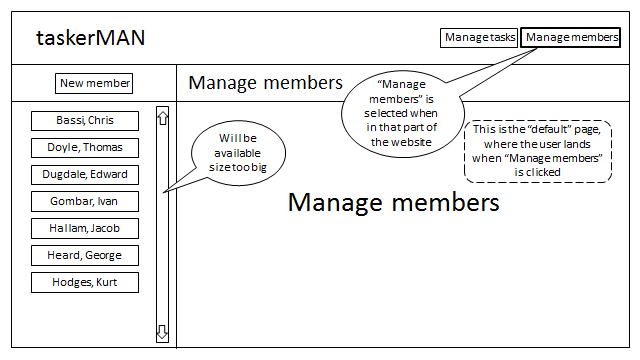 taskerMAN
Manage tasks
Manage members
New member
Manage members
Bassi, Chris
Doyle, Thomas
Dugdale, Edward
Gombar, Ivan
Hallam, Jacob
Heard, George
Hodges, Kurt
Will be
available
size too big
"Manage
members" is
selected when
in that part of
the website
This is the "default" page,
where the user lands
when "Manage members"
is clicked
Manage members